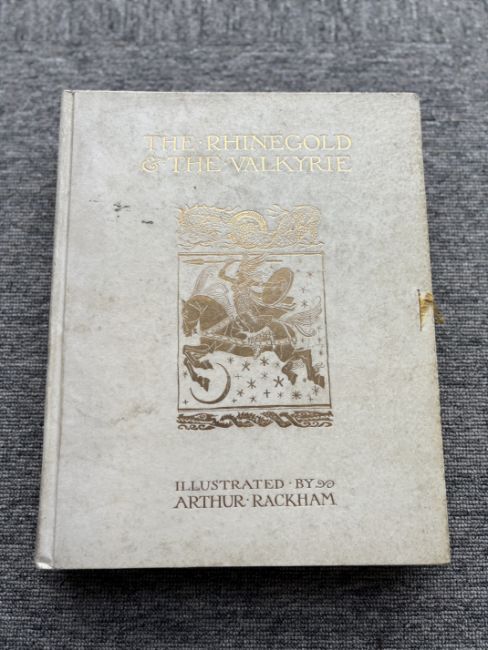 THE·RHINEGOLD
& THE VALKYRIE
ILLUSTRATED·BY
ARTHUR·RACKHAM